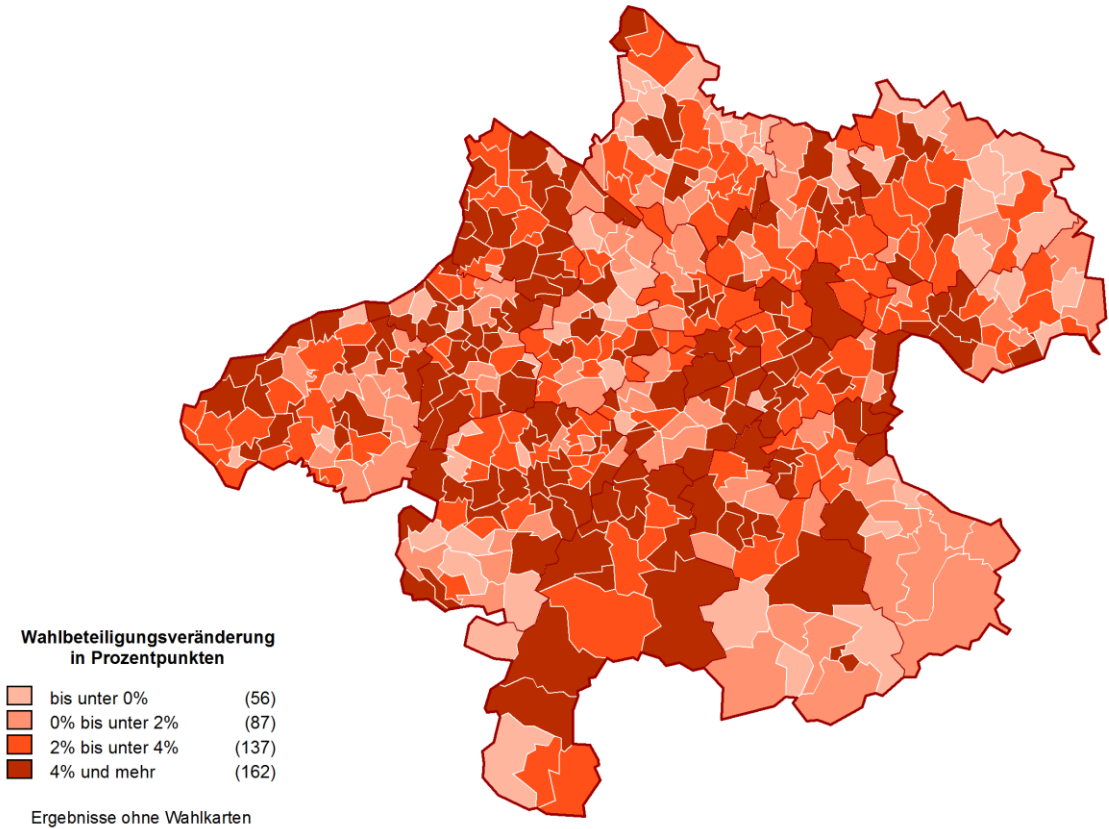 Wahlbeteiligungsveränderung
in Prozentpunkten
bis unter 0% (56)
0% bis unter 2% (87)
2% bis unter 4% (137)
4% und mehr (162)
Ergebnisse ohne Wahlkarten